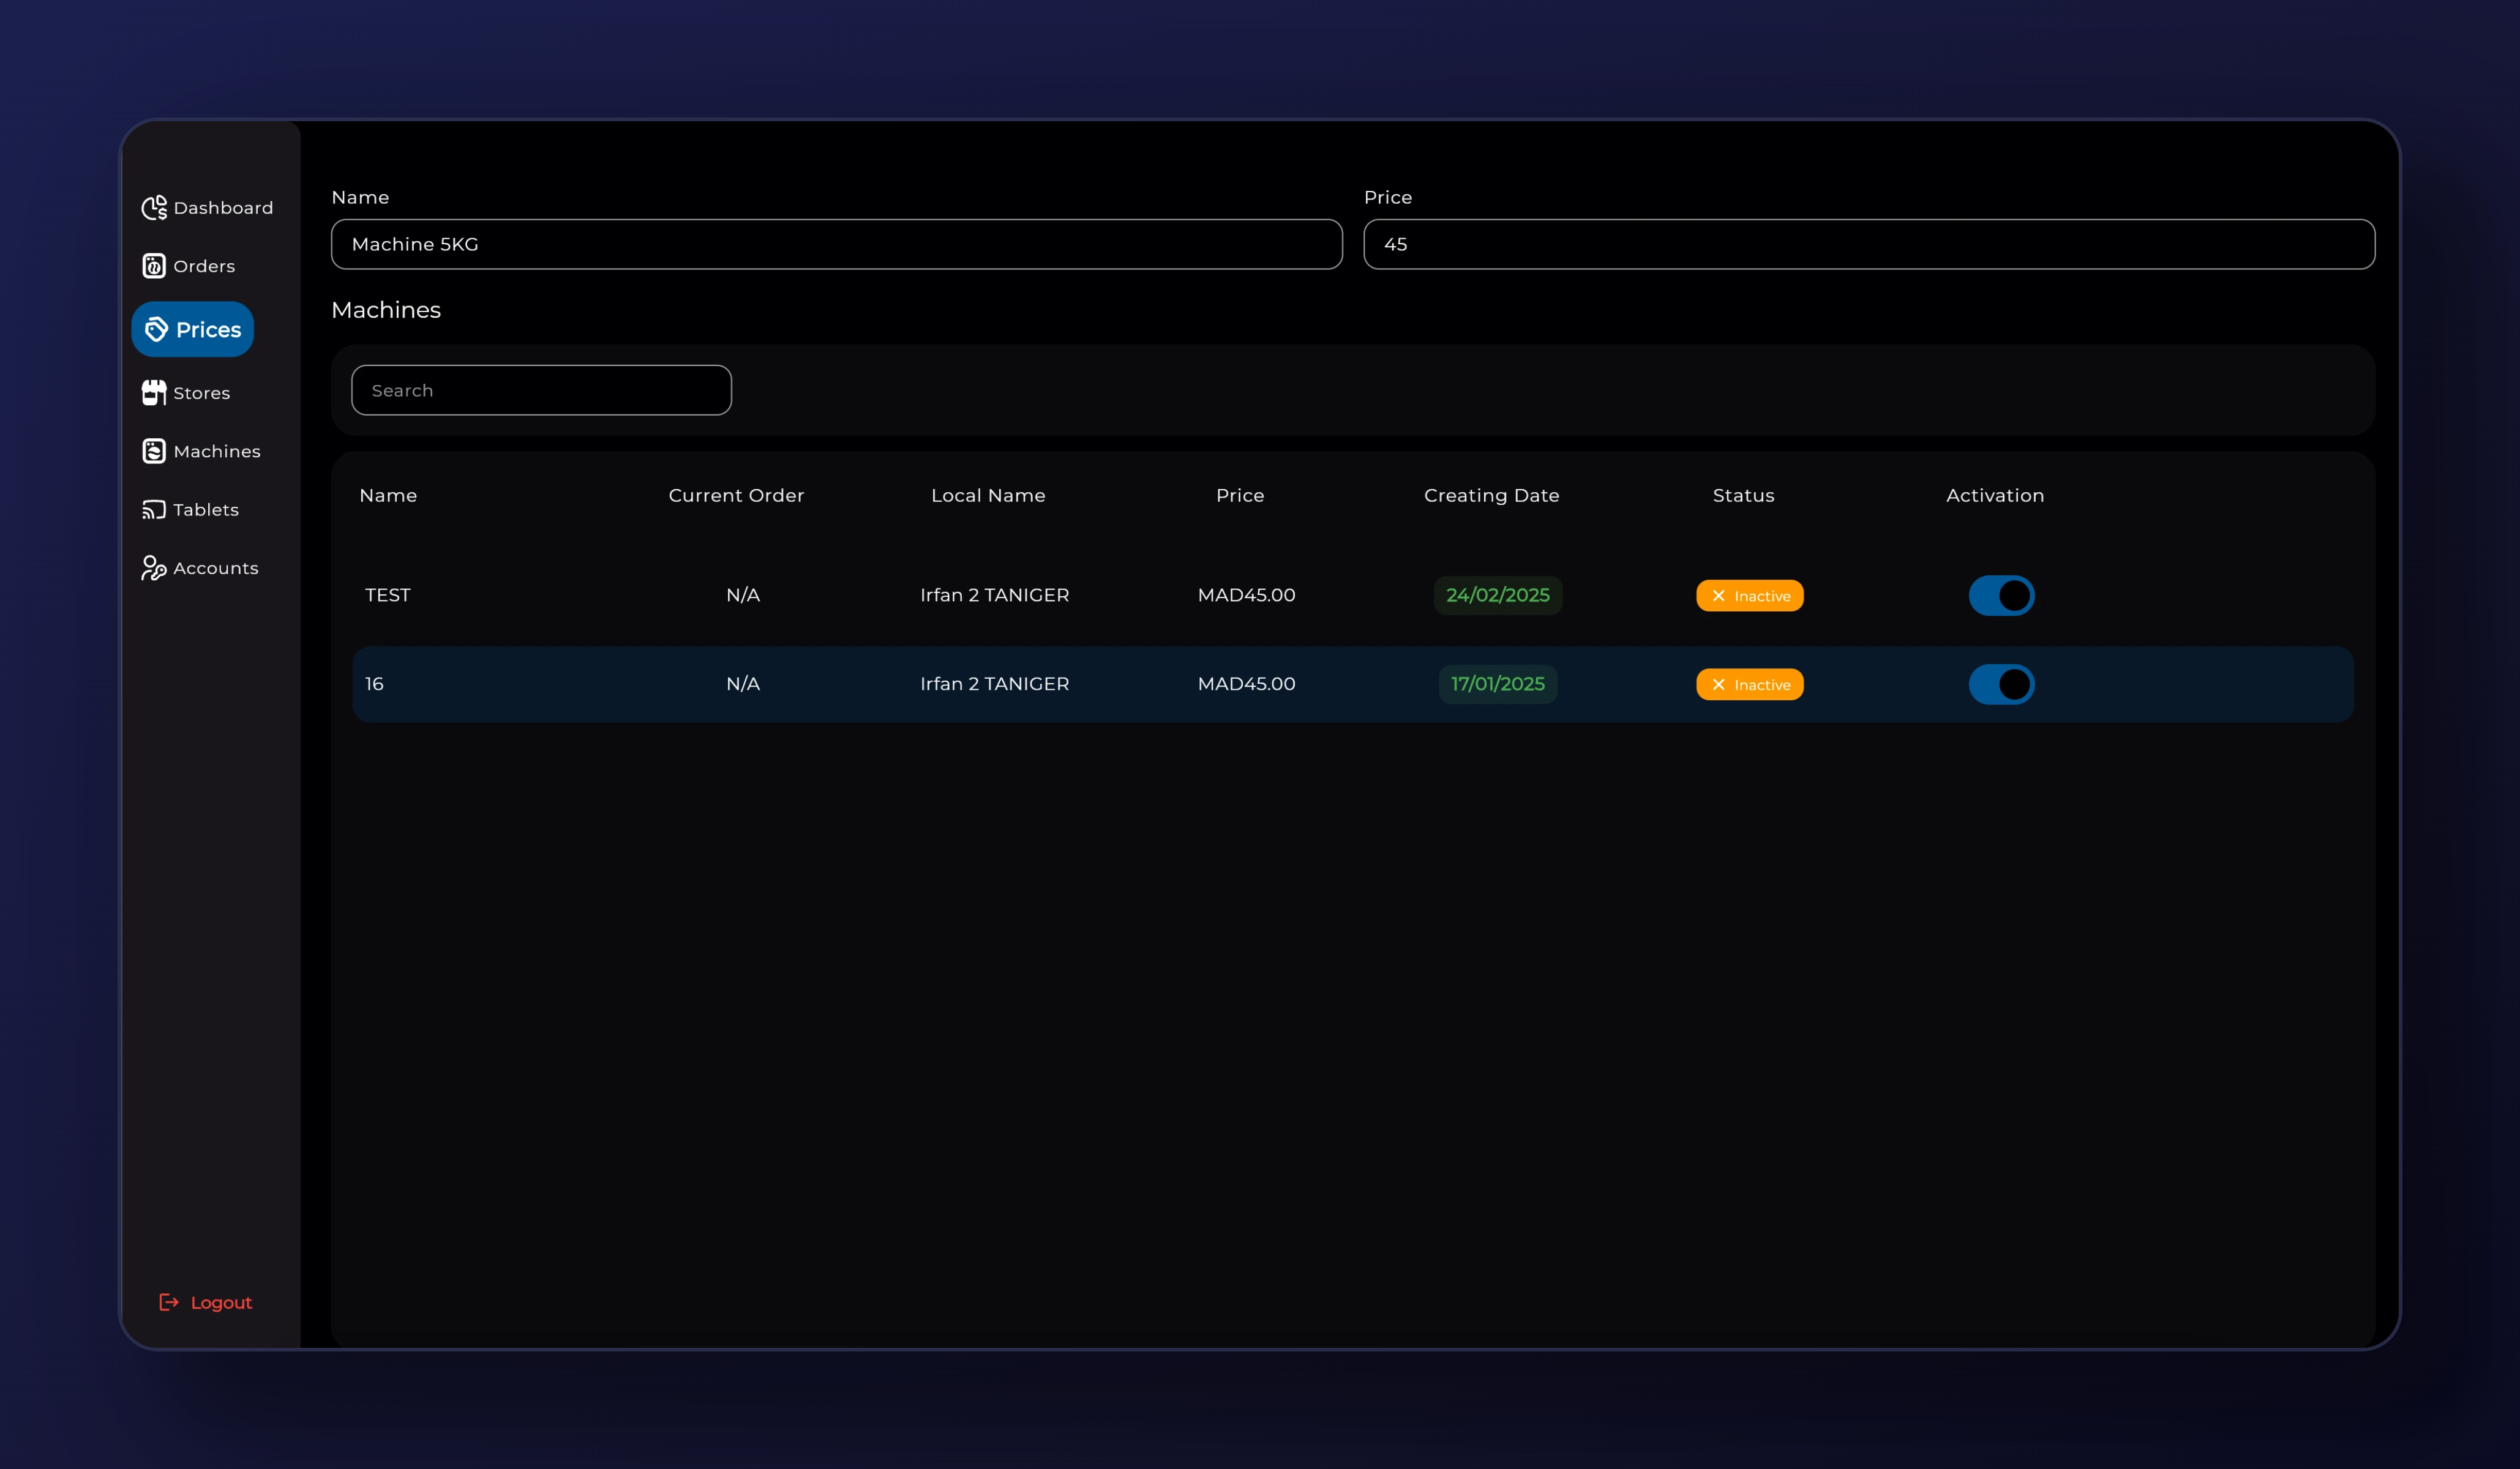 Dashboard
Orders
Prices
Stores
Machines
Tablets
Accounts
Logout
Name Price
Machine 5KG 45
Machines
Search
Name Current Order Local Name Price Creating Date Status Activation
TEST N/A Irfan 2 TANIGER MAD45.00 24/02/2025 Inactive
16 N/A Irfan 2 TANIGER MAD45.00 17/01/2025 Inactive